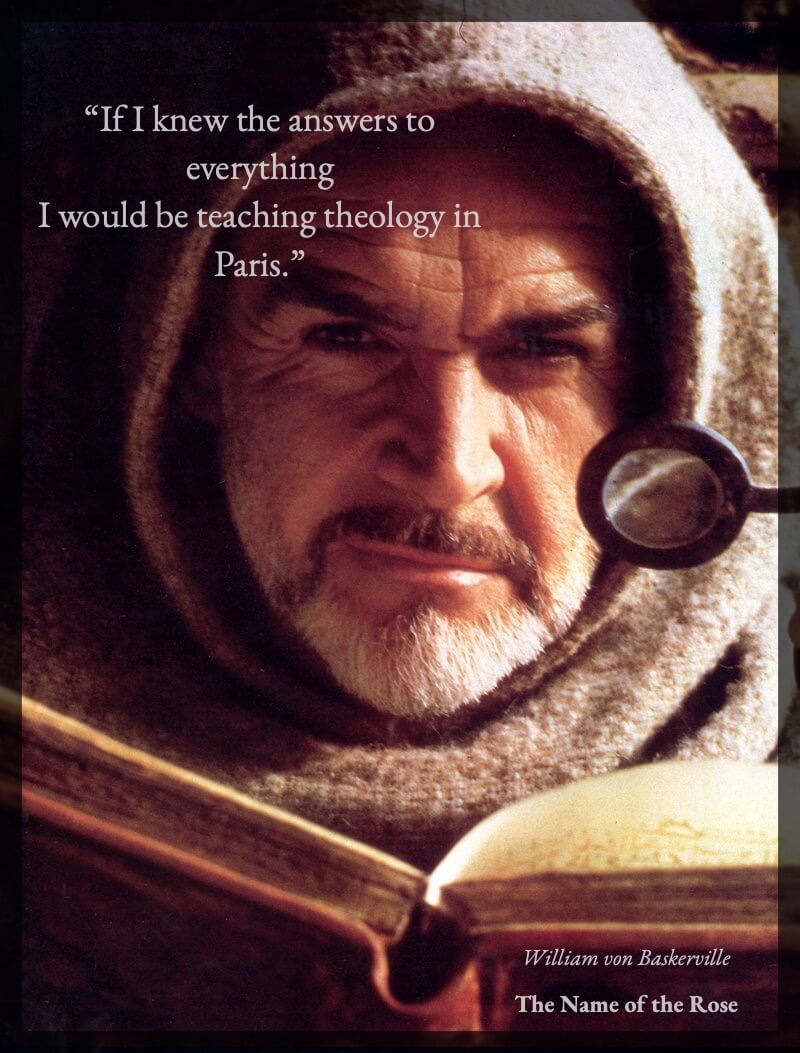 “If I knew the answers to
everything
I would be teaching theology in
Paris.”
William von Baskerville
The Name of the Rose